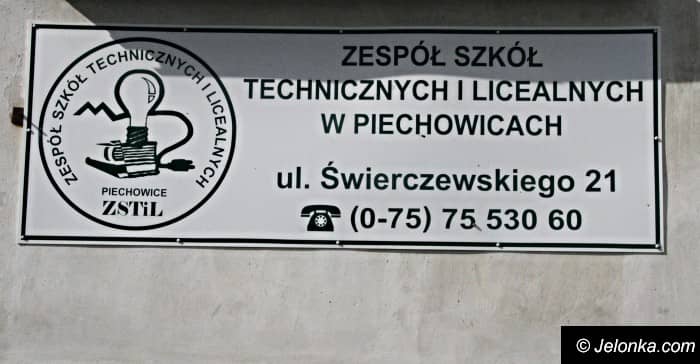 ZESPÓŁ SZKÓŁ TECHNICZNYCH I LICEALNYCH
PIECHOWICE
ZSTiL
ZESPÓŁ SZKÓŁ
TECHNICZNYCH I LICEALNYCH
W PIECHOWICACH
ul. Świerczewskiego 21
☎ (0-75) 75 530 60
© Jelonka.com